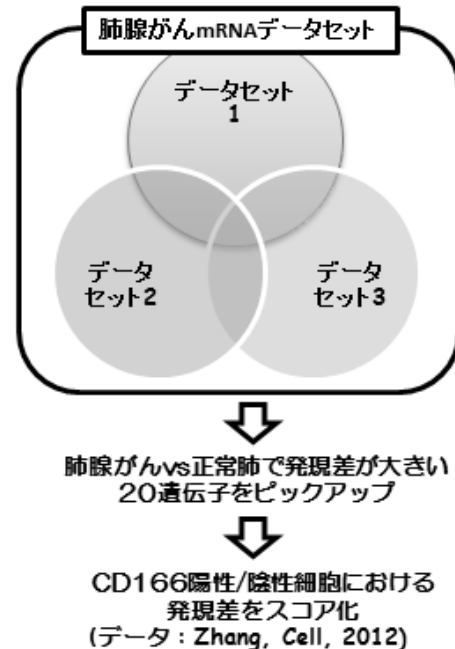 肺腺がんmRNAデータセット
データセット
1
データ
セット2
データ
セット3
肺腺がんvs正常肺で発現差が大きい
20遺伝子をピックアップ
CD166陽性/陰性細胞における
発現差をスコア化
(データ：Zhang, Cell, 2012)